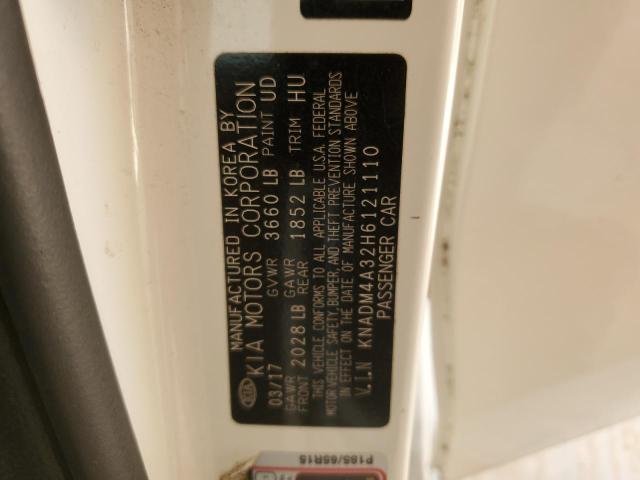 MANUFACTURED IN KOREA BY
KIA KIA MOTORS CORPORATION
03/17 GVWR 3660 LB PAINT UD
GAWR FRONT 2028 LB GAWR REAR 1852 LB TRIM HU
THIS VEHICLE CONFORMS TO ALL APPLICABLE U.S.A. FEDERAL
MOTOR VEHICLE SAFETY, BUMPER, AND THEFT PREVENTION STANDARDS
IN EFFECT ON THE DATE OF MANUFACTURE SHOWN ABOVE
V.I.N KNADM4A32H6121110
PASSENGER CAR
P185/65R15